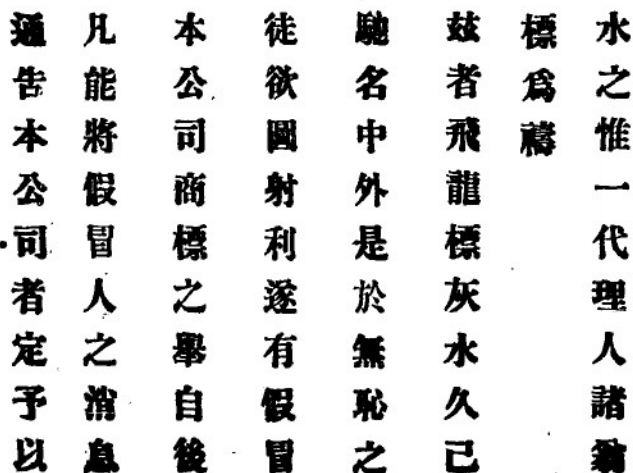 水之惟一代理人諸翁
標爲禱
玆者飛龍標灰水久已
馳名中外是於無恥之
徒欲圖射利遂有假冒
本公司商標之舉自後
凡能將假冒人之消息
通告本公司者定予以